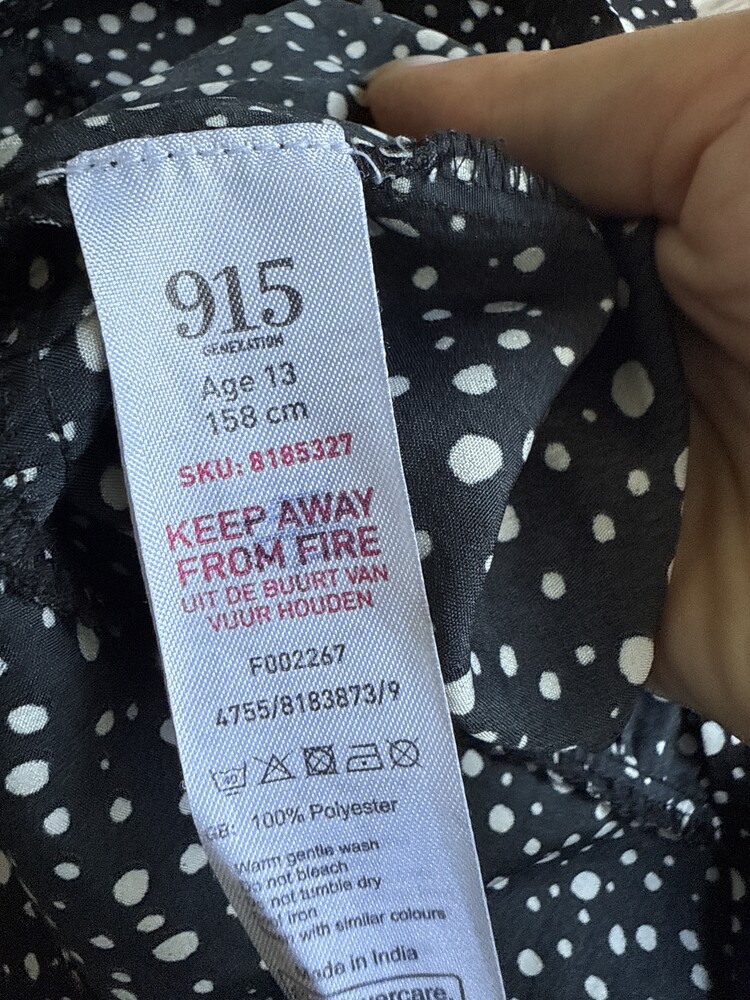 915
GENERATION
Age 13
158 cm
SKU: 8185327
KEEP AWAY
FROM FIRE
UIT DE BUURT VAN
VUUR HOUDEN
F002267
4755/8183873/9
40
GB: 100% Polyester
Warm gentle wash
not bleach
not tumble dry
iron
with similar colours
Made in India